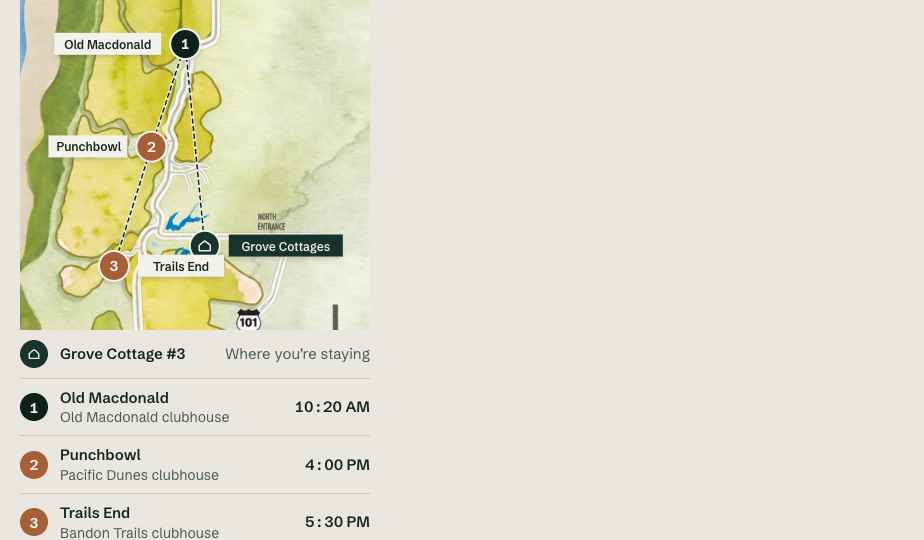 Old Macdonald
1
Punchbowl
2
NORTH
ENTRANCE
Grove Cottages
3
Trails End
101
Grove Cottage #3
Where you're staying
1
Old Macdonald
Old Macdonald clubhouse
10:20 AM
2
Punchbowl
Pacific Dunes clubhouse
4:00 PM
3
Trails End
Bandon Trails clubhouse
5:30 PM